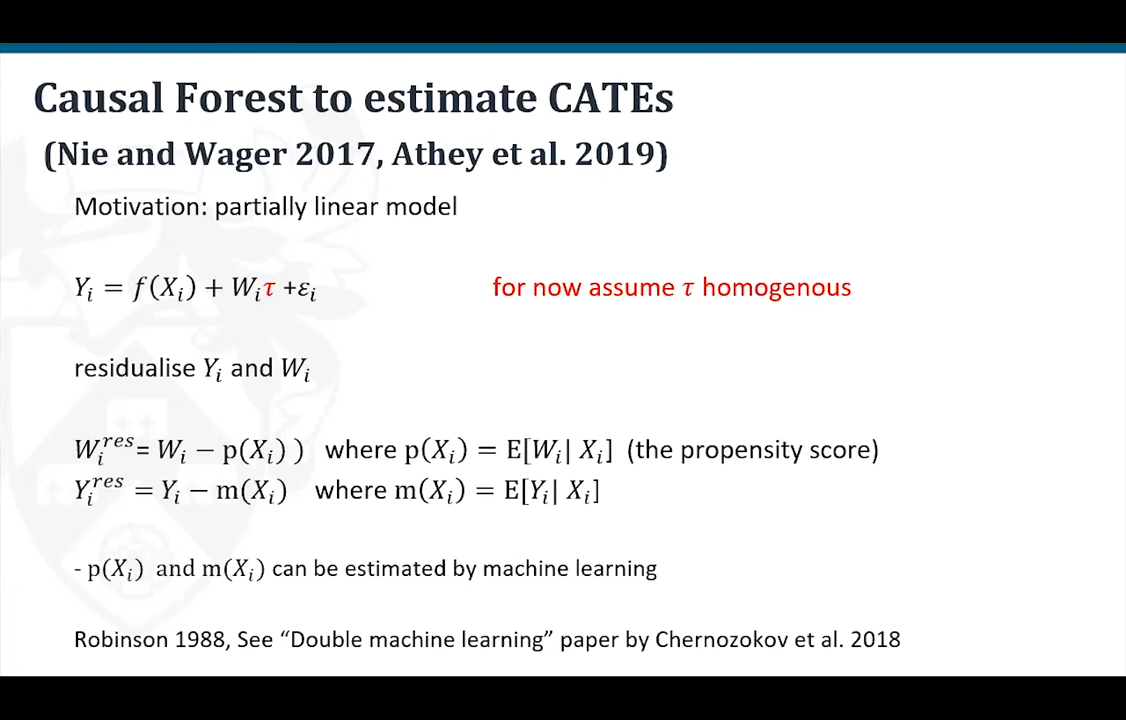 Causal Forest to estimate CATEs
(Nie and Wager 2017, Athey et al. 2019)
Motivation: partially linear model
Yᵢ = f(Xᵢ) + Wᵢτ +εᵢ for now assume τ homogenous
residualise Yᵢ and Wᵢ
Wᵢʳᵉˢ= Wᵢ − p(Xᵢ) ) where p(Xᵢ) = E[Wᵢ| Xᵢ] (the propensity score)
Yᵢʳᵉˢ = Yᵢ − m(Xᵢ) where m(Xᵢ) = E[Yᵢ| Xᵢ]
- p(Xᵢ) and m(Xᵢ) can be estimated by machine learning
Robinson 1988, See “Double machine learning” paper by Chernozokov et al. 2018